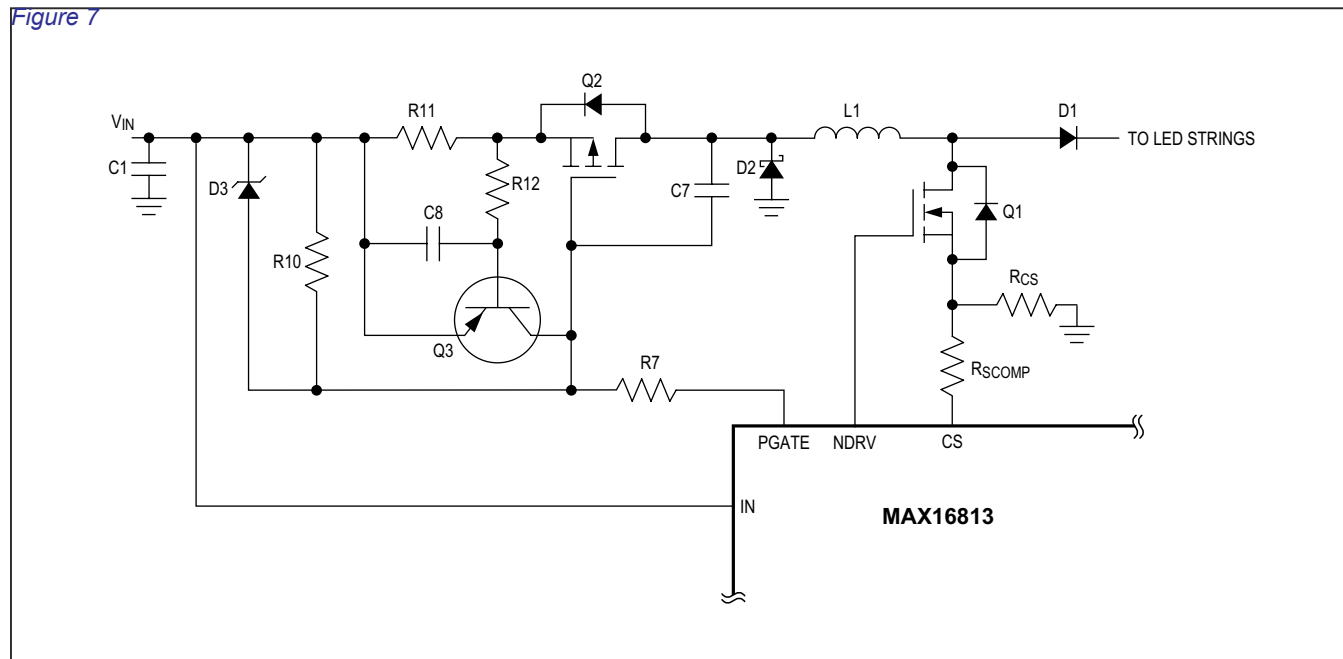 Figure 7
Q2
R11
L1
D1
VIN
TO LED STRINGS
C1
D3
R12
D2
C7
Q1
C8
R10
RCS
Q3
R7
RSCOMP
PGATE
NDRV
CS
IN
MAX16813